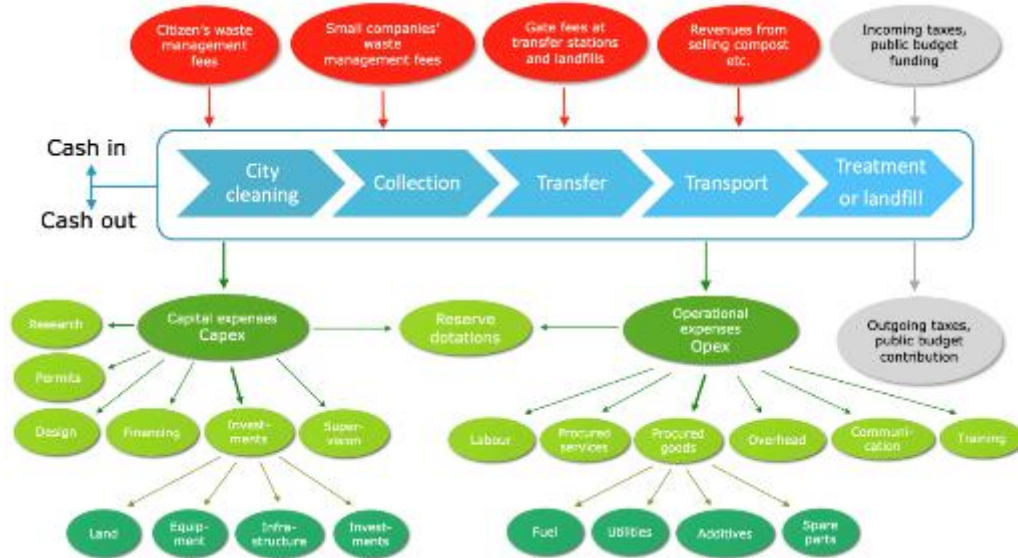 Citizen's waste
management
fees
Small companies'
waste
management fees
Gate fees at
transfer stations
and landfills
Revenues from
selling compost
etc.
Incoming taxes,
public budget
funding
Cash in
Cash out
City
cleaning
Collection
Transfer
Transport
Treatment
or landfill
Research
Capital expenses
Capex
Reserve
dotations
Operational
expenses
Opex
Outgoing taxes,
public budget
contribution
Permits
Design
Financing
Invest-
ments
Super-
vision
Labour
Procured
services
Procured
goods
Overhead
Communi-
cation
Training
Land
Equip-
ment
Infra-
structure
Invest-
ments
Fuel
Utilities
Additives
Spare
parts